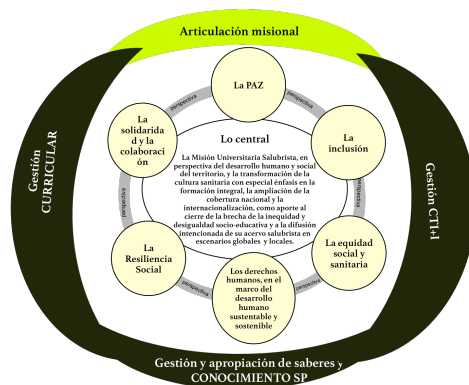 Articulación misional
La PAZ
perspectiva
perspectiva
La
solidarida
d y la
colaboraci
ón
La
inclusión
Lo central
La Misión Universitaria Salubrista, en
perspectiva del desarrollo humano y social
del territorio, y la transformación de la
cultura sanitaria con especial énfasis en la
formación integral, la ampliación de la
cobertura nacional y la
internacionalización, como aporte al
cierre de la brecha de la inequidad y
desigualdad socio-educativa y a la difusión
intencionada de su acervo salubrista en
escenarios globales y locales.
Gestión
CURRICULAR
Gestión CTI+I
perspectiva
perspectiva
La
Resiliencia
Social
La equidad
social y
sanitaria
perspectiva
perspectiva
Los derechos
humanos, en el
marco del
desarrollo
humano
sustentable y
sostenible
Gestión y apropiación de saberes y
CONOCIMIENTO SP